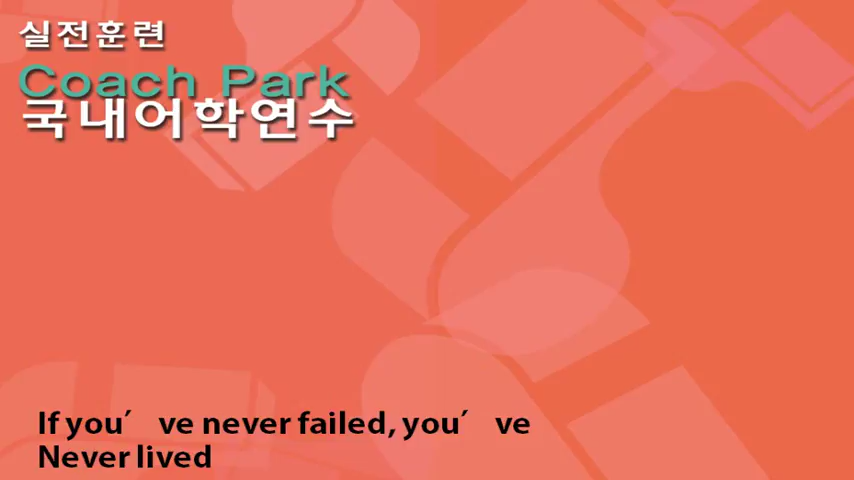 실전훈련
Coach Park
국내어학연수
If you′ ve never failed, you′ ve
Never lived